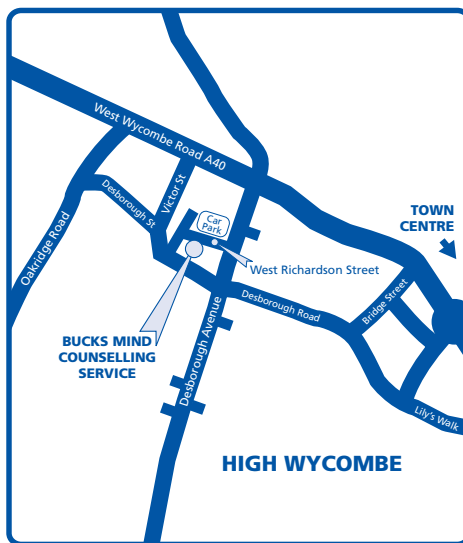 West Wycombe Road A40
Victor St
Desborough St
Oakridge Road
Car
Park
TOWN
CENTRE
West Richardson Street
Desborough Road
Bridge Street
BUCKS MIND
COUNSELLING
SERVICE
Desborough Avenue
Lily's Walk
HIGH WYCOMBE